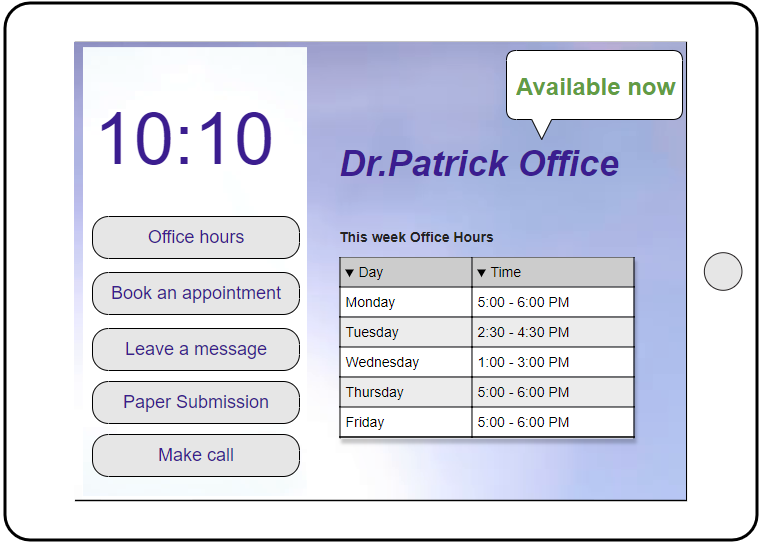 10:10
Office hours
Book an appointment
Leave a message
Paper Submission
Make call
Available now
Dr.Patrick Office
This week Office Hours
▼ Day ▼ Time
Monday 5:00 - 6:00 PM
Tuesday 2:30 - 4:30 PM
Wednesday 1:00 - 3:00 PM
Thursday 5:00 - 6:00 PM
Friday 5:00 - 6:00 PM